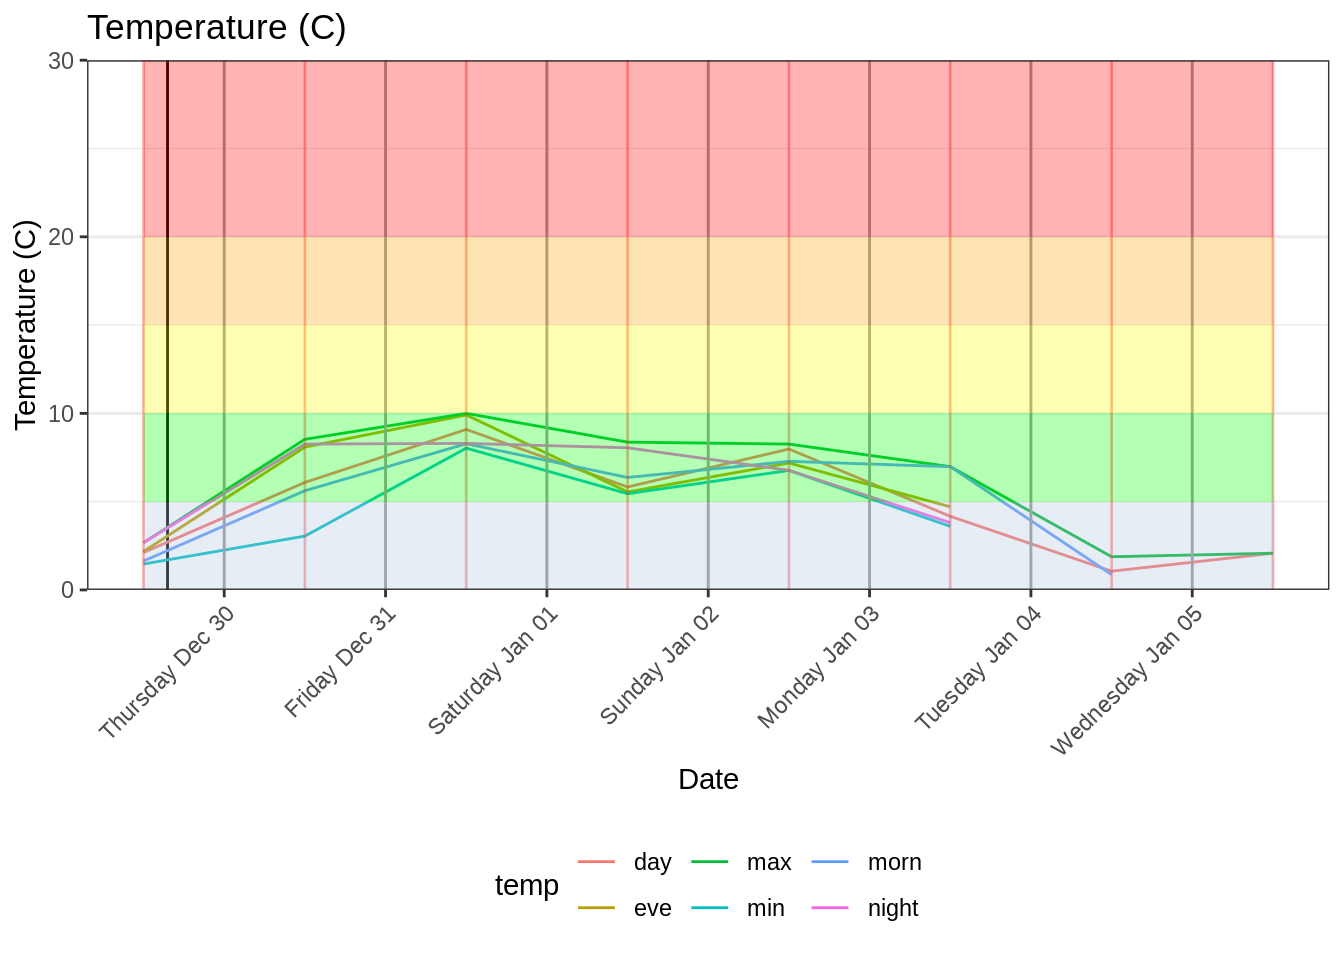 Temperature (C)
30
20
10
0
Temperature (C)
Thursday Dec 30
Friday Dec 31
Saturday Jan 01
Sunday Jan 02
Monday Jan 03
Tuesday Jan 04
Wednesday Jan 05
Date
temp
day max morn
eve min night